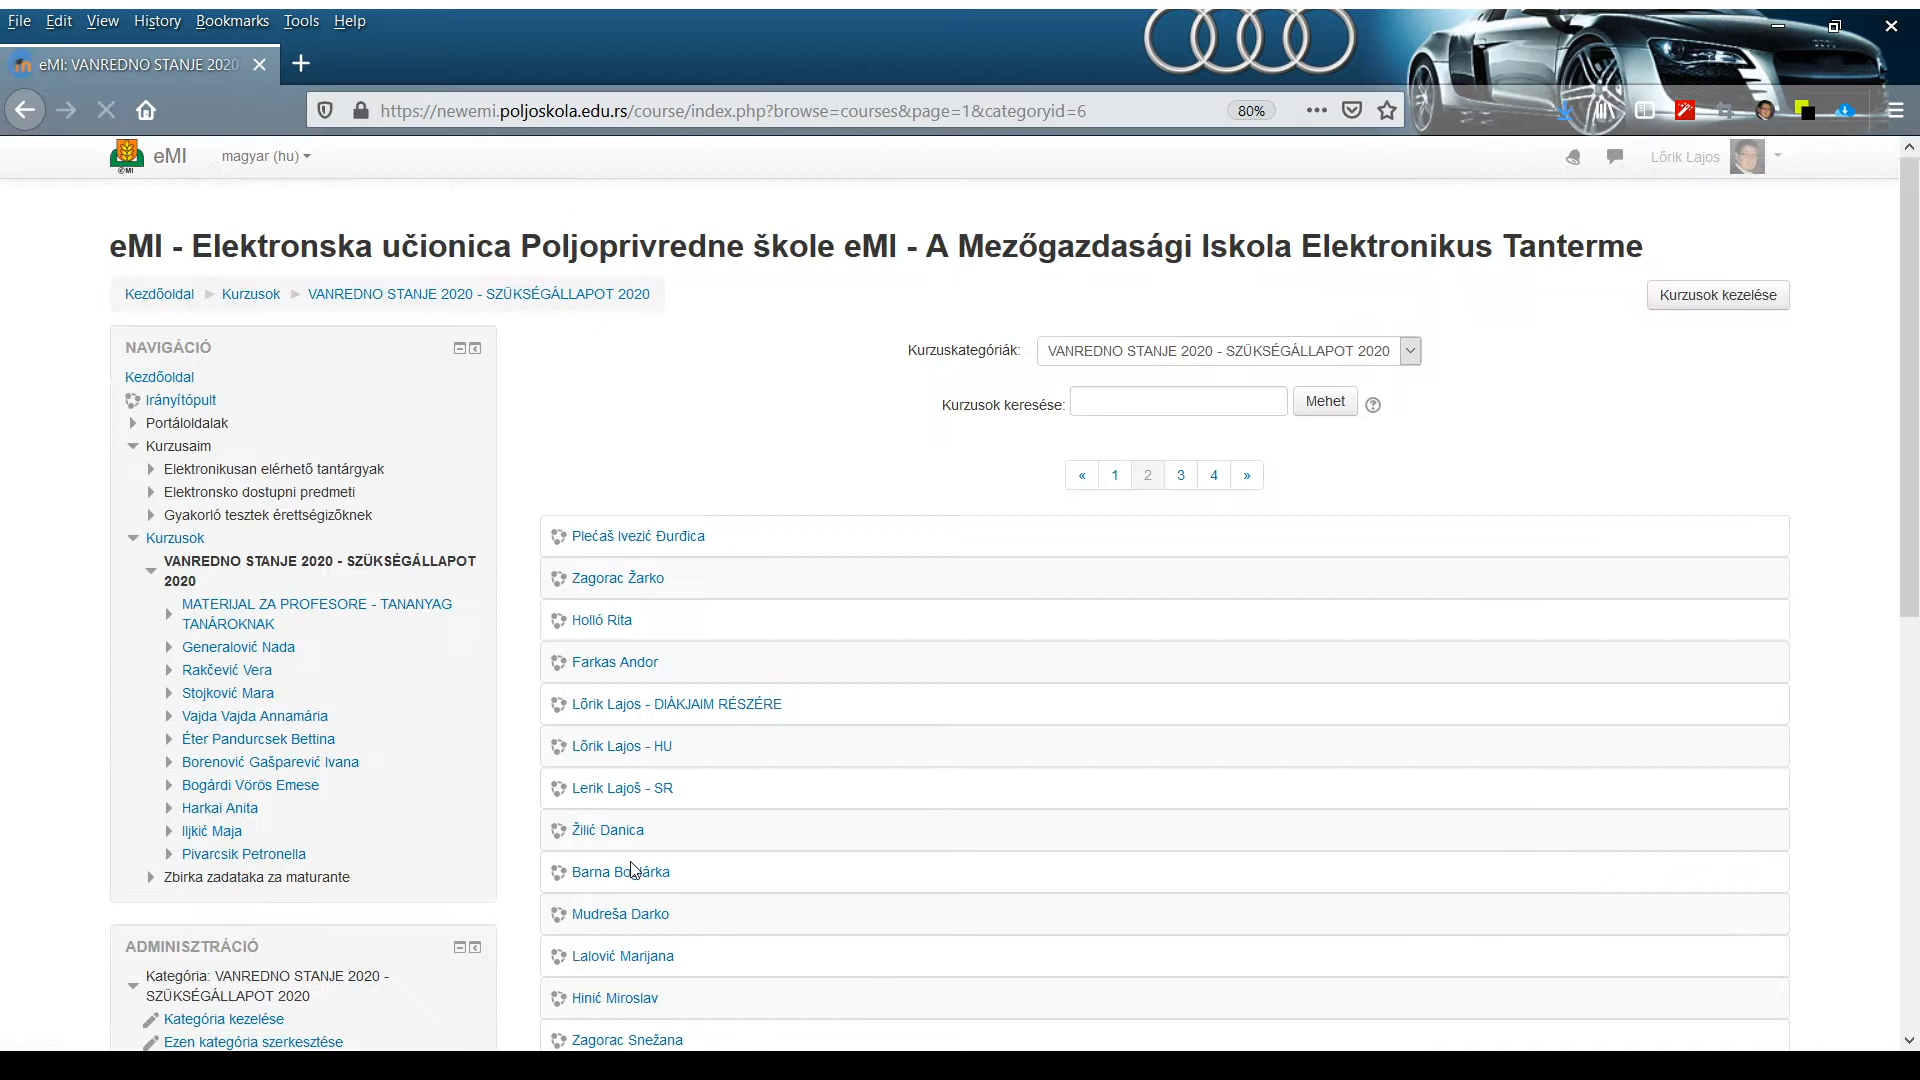 File Edit View History Bookmarks Tools Help
eMI: VANREDNO STANJE 2020
https://newemi.poljoskola.edu.rs/course/index.php?browse=courses&page=1&categoryid=6
80%
eMI
eMI magyar (hu)
Lőrik Lajos
eMI - Elektronska učionica Poljoprivredne škole eMI - A Mezőgazdasági Iskola Elektronikus Tanterme
Kezdőoldal Kurzusok VANREDNO STANJE 2020 - SZÜKSÉGÁLLAPOT 2020
Kurzusok kezelése
NAVIGÁCIÓ
Kezdőoldal
Irányítópult
Portáloldalak
Kurzusaim
Elektronikusan elérhető tantárgyak
Elektronsko dostupni predmeti
Gyakorló tesztek érettségizőknek
Kurzusok
VANREDNO STANJE 2020 - SZÜKSÉGÁLLAPOT
2020
MATERIJAL ZA PROFESORE - TANANYAG
TANÁROKNAK
Generalović Nada
Rakčević Vera
Stojković Mara
Vajda Vajda Annamária
Éter Pandurcsek Bettina
Borenović Gašparević Ivana
Bogárdi Vörös Emese
Harkai Anita
Iljkić Maja
Pivarcsik Petronella
Zbirka zadataka za maturante
ADMINISZTRÁCIÓ
Kategória: VANREDNO STANJE 2020 -
SZÜKSÉGÁLLAPOT 2020
Kategória kezelése
Ezen kategória szerkesztése
Kurzuskategóriák: VANREDNO STANJE 2020 - SZÜKSÉGÁLLAPOT 2020
Kurzusok keresése: Mehet
« 1 2 3 4 »
Plećaš Ivezić Đurđica
Zagorac Žarko
Holló Rita
Farkas Andor
Lőrik Lajos - DIÁKJAIM RÉSZÉRE
Lőrik Lajos - HU
Lerik Lajoš - SR
Žilić Danica
Barna
Mudreša Darko
Lalović Marijana
Hinić Miroslav
Zagorac Snežana